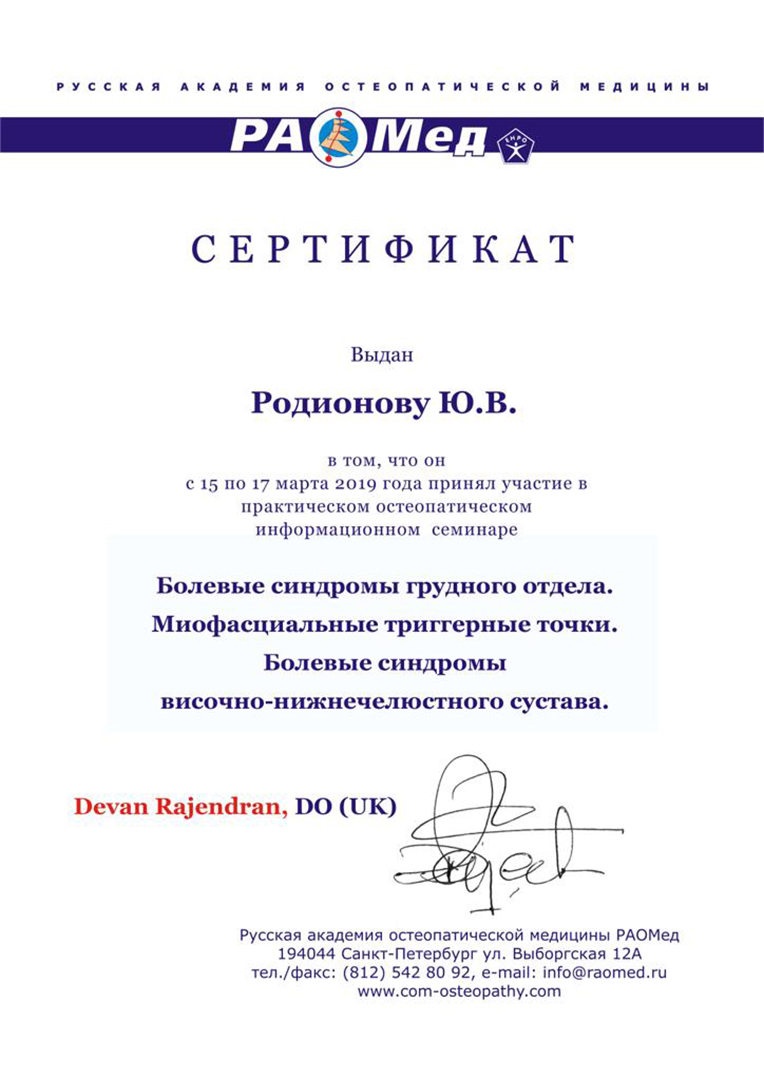 РУССКАЯ АКАДЕМИЯ ОСТЕОПАТИЧЕСКОЙ МЕДИЦИНЫ
РАОМед
ЕНРО
СЕРТИФИКАТ
Выдан
Родионову Ю.В.
в том, что он
с 15 по 17 марта 2019 года принял участие в
практическом остеопатическом
информационном семинаре
Болевые синдромы грудного отдела.
Миофасциальные триггерные точки.
Болевые синдромы
височно-нижнечелюстного сустава.
Devan Rajendran, DO (UK)
Русская академия остеопатической медицины РАОМед
194044 Санкт-Петербург ул. Выборгская 12А
тел./факс: (812) 542 80 92, e-mail: info@raomed.ru
www.com-osteopathy.com